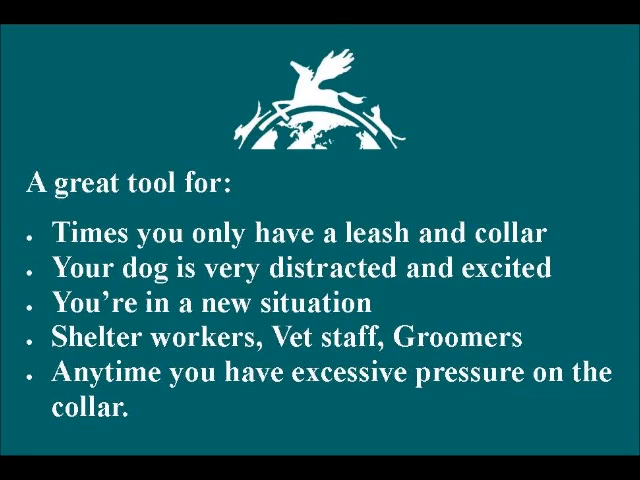 A great tool for:
• Times you only have a leash and collar
• Your dog is very distracted and excited
• You’re in a new situation
• Shelter workers, Vet staff, Groomers
• Anytime you have excessive pressure on the
collar.